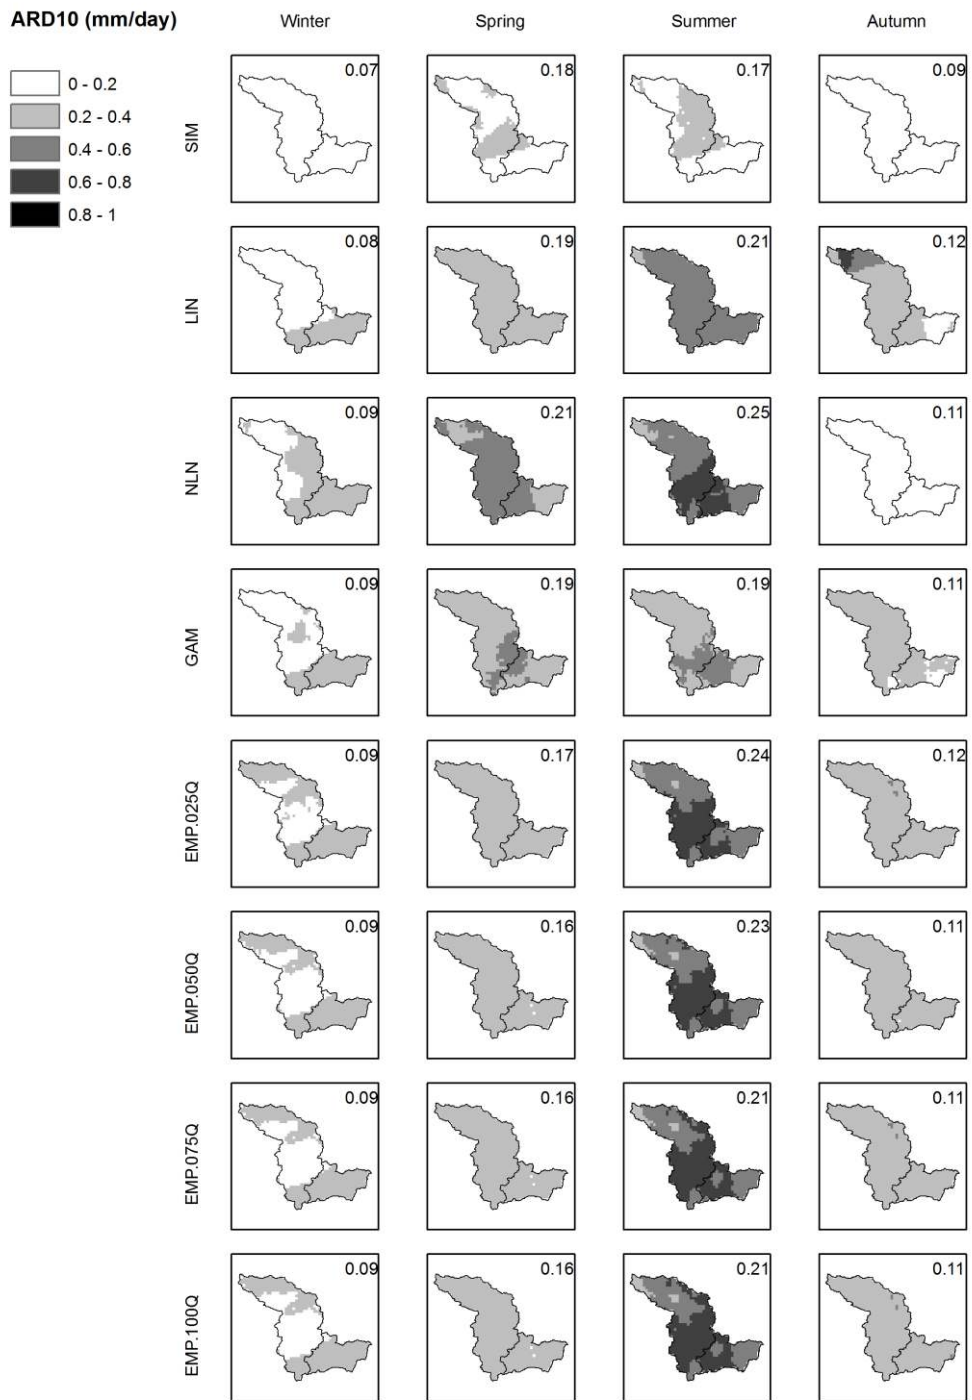 ARD10 (mm/day)
Winter
Spring
Summer
Autumn
0 - 0.2
0.2 - 0.4
0.4 - 0.6
0.6 - 0.8
0.8 - 1
SIM
0.07
0.18
0.17
0.09
LIN
0.08
0.19
0.21
0.12
NLN
0.09
0.21
0.25
0.11
GAM
0.09
0.19
0.19
0.11
EMP.025Q
0.09
0.17
0.24
0.12
EMP.050Q
0.09
0.16
0.23
0.11
EMP.075Q
0.09
0.16
0.21
0.11
EMP.100Q
0.09
0.16
0.21
0.11